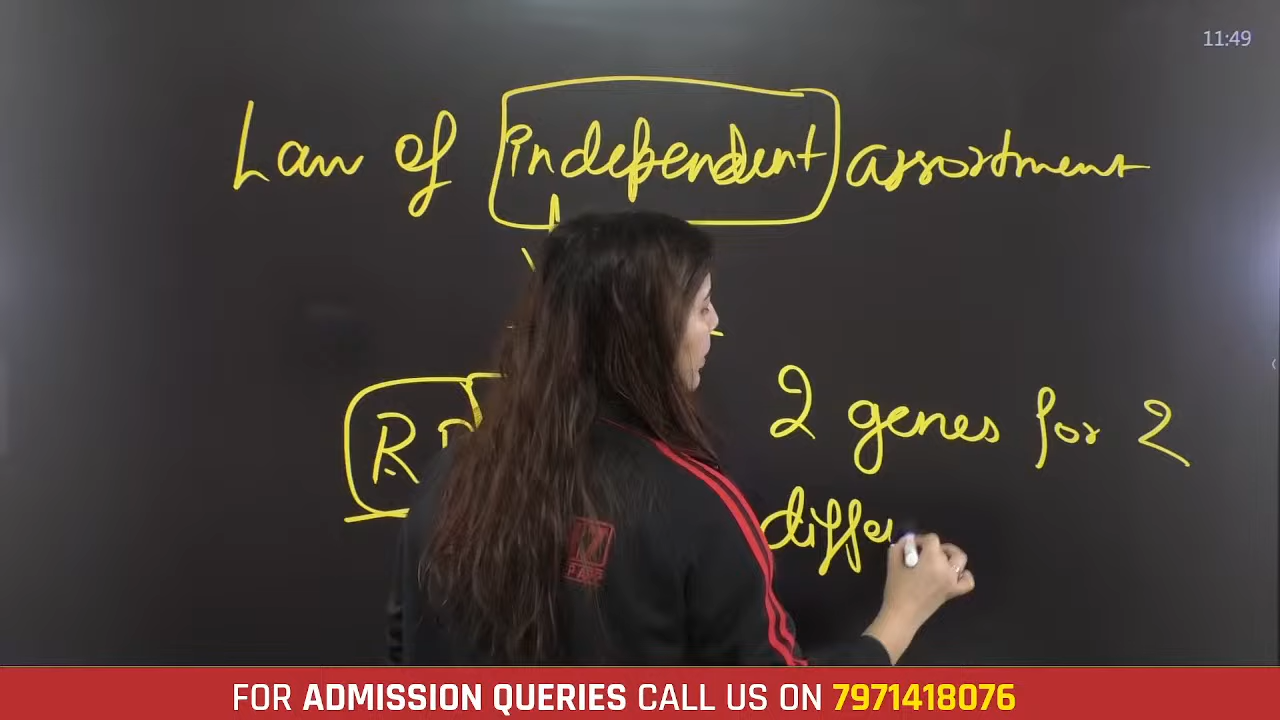 11:49
Law of independent assortment
R
2 genes for 2
differ
FOR ADMISSION QUERIES CALL US ON 7971418076